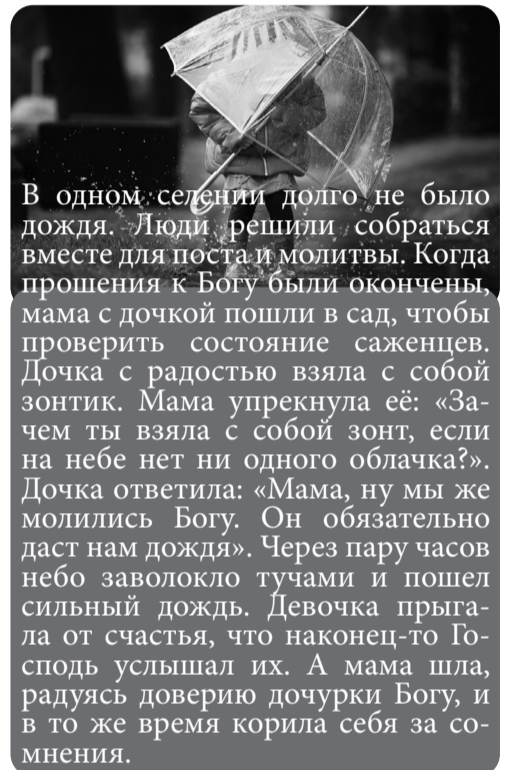 В одном селении долго не было
дождя. Люди решили собраться
вместе для поста и молитвы. Когда
прошения к Богу были окончены,
мама с дочкой пошли в сад, чтобы
проверить состояние саженцев.
Дочка с радостью взяла с собой
зонтик. Мама упрекнула её: «За-
чем ты взяла с собой зонт, если
на небе нет ни одного облачка?».
Дочка ответила: «Мама, ну мы же
молились Богу. Он обязательно
даст нам дождя». Через пару часов
небо заволокло тучами и пошел
сильный дождь. Девочка прыга-
ла от счастья, что наконец-то Го-
сподь услышал их. А мама шла,
радуясь доверию дочурки Богу, и
в то же время корила себя за со-
мнения.